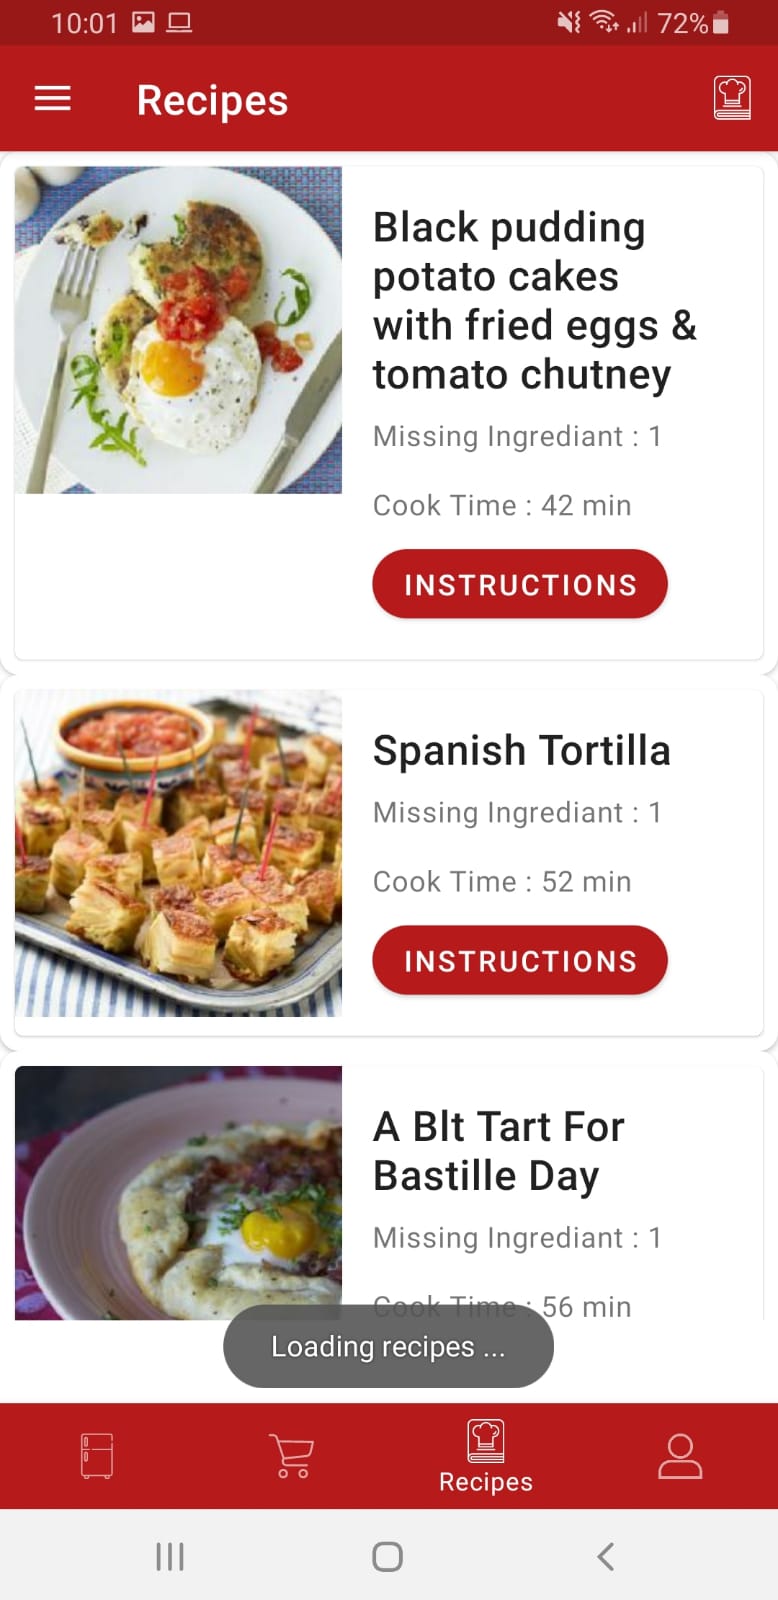 10:01
72%
Recipes
Black pudding
potato cakes
with fried eggs &
tomato chutney
Missing Ingrediant : 1
Cook Time : 42 min
INSTRUCTIONS
Spanish Tortilla
Missing Ingrediant : 1
Cook Time : 52 min
INSTRUCTIONS
A Blt Tart For
Bastille Day
Missing Ingrediant : 1
Cook Time : 56 min
Loading recipes ...
Recipes